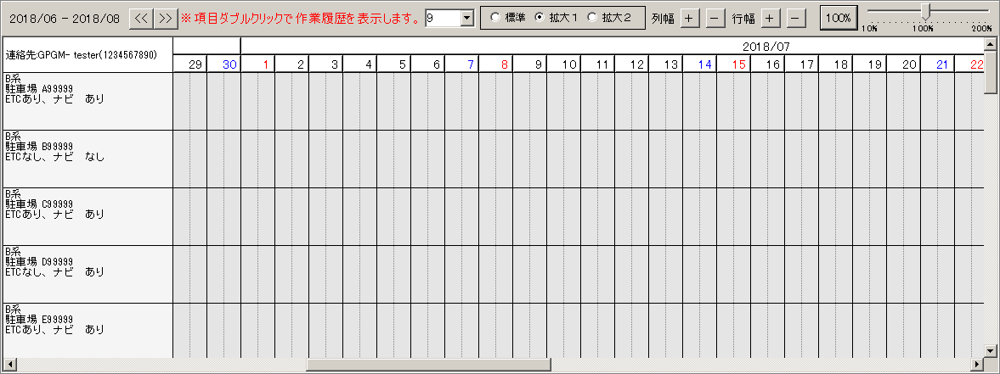 2018/06 - 2018/08 << >> ※項目ダブルクリックで作業履歴を表示します。 9 標準 拡大1 拡大2 列幅 + - 行幅 + - 100%
10% 100% 200%
連絡先:GPGM- tester(1234567890)
2018/07
29 30 1 2 3 4 5 6 7 8 9 10 11 12 13 14 15 16 17 18 19 20 21 22
B系
駐車場 A99999
ETCあり、ナビ あり
B系
駐車場 B99999
ETCなし、ナビ なし
B系
駐車場 C99999
ETCあり、ナビ あり
B系
駐車場 D99999
ETCなし、ナビ あり
B系
駐車場 E99999
ETCあり、ナビ あり